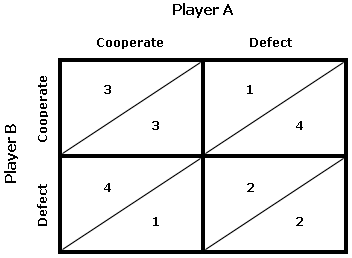 Player A
Cooperate Defect
Player B
Cooperate
3 1
3 4
Defect
4 2
1 2